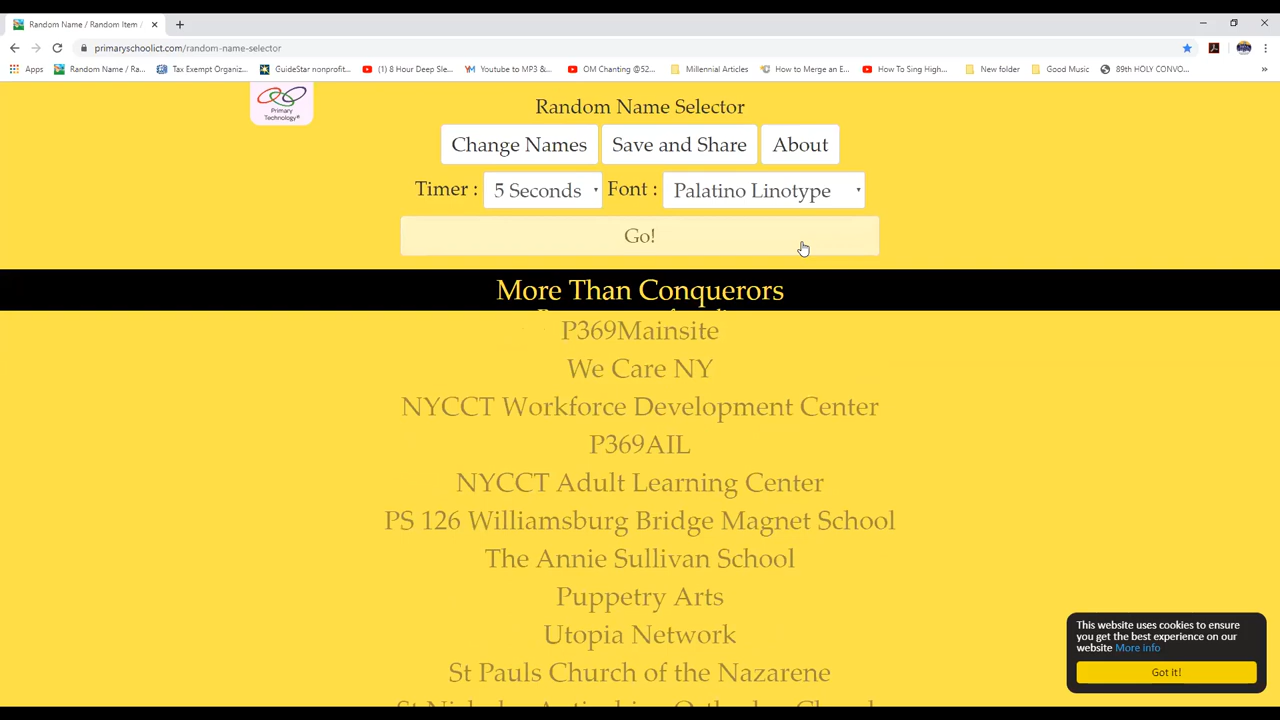 Random Name / Random Item /
primaryschoolict.com/random-name-selector
Apps
Random Name / Ra...
Tax Exempt Organiz...
GuideStar nonprofit...
(1) 8 Hour Deep Sle...
Youtube to MP3 &...
OM Chanting @52...
Millennial Articles
How to Merge an E...
How To Sing High...
New folder
Good Music
89th HOLY CONVO...
»
Primary
Technology®
Random Name Selector
Change Names
Save and Share
About
Timer :
5 Seconds
Font :
Palatino Linotype
Go!
More Than Conquerors
P369Mainsite
We Care NY
NYCCT Workforce Development Center
P369AIL
NYCCT Adult Learning Center
PS 126 Williamsburg Bridge Magnet School
The Annie Sullivan School
Puppetry Arts
Utopia Network
St Pauls Church of the Nazarene
This website uses cookies to ensure
you get the best experience on our
website More info
Got it!